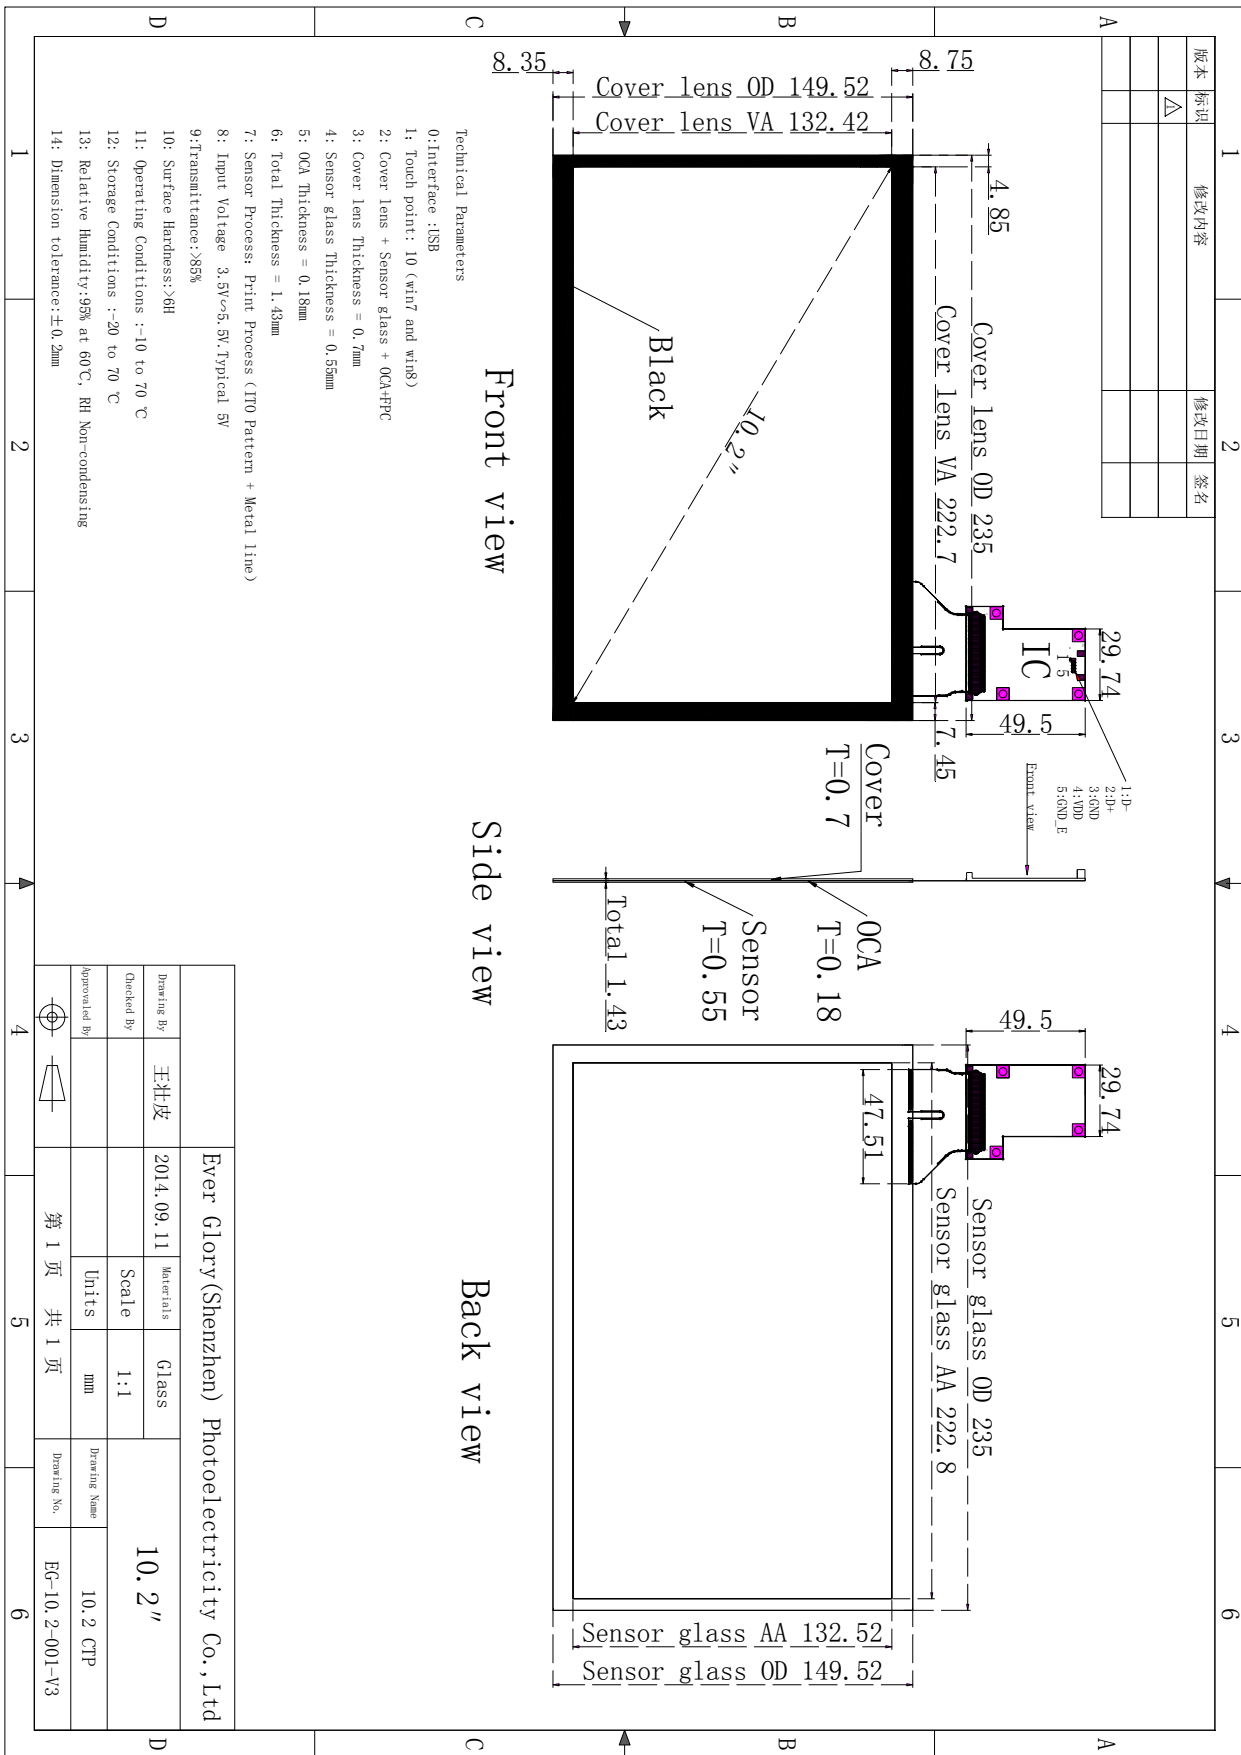 版本 标识 修改内容 修改日期 签名
1
1 2 3 4 5 6
A B C D
Cover lens OD 235
Cover lens VA 222.7
4.85
7.45
8.75
8.35
Cover lens OD 149.52
Cover lens VA 132.42
10.2"
Black
IC
1 5
29.74
49.5
1:D-
2:D+
3:GND
4:VDD
5:GND_E
Front view
Front view
Cover
T=0.7
OCA
T=0.18
Sensor
T=0.55
Total 1.43
Side view
49.5
29.74
47.51
Sensor glass OD 235
Sensor glass AA 222.8
Sensor glass AA 132.52
Sensor glass OD 149.52
Back view
Technical Parameters
0:Interface :USB
1: Touch point: 10 (win7 and win8)
2: Cover lens + Sensor glass + OCA+FPC
3: Cover lens Thickness = 0.7mm
4: Sensor glass Thickness = 0.55mm
5: OCA Thickness = 0.18mm
6: Total Thickness = 1.43mm
7: Sensor Process: Print Process (ITO Pattern + Metal line)
8: Input Voltage 3.5V~5.5V.Typical 5V
9:Transmittance:>85%
10: Surface Hardness:>6H
11: Operating Conditions :-10 to 70 ℃
12: Storage Conditions :-20 to 70 ℃
13: Relative Humidity:95% at 60℃, RH Non-condensing
14: Dimension tolerance:±0.2mm
Ever Glory(Shenzhen) Photoelectricity Co.,Ltd
Drawing By 王壮皮 2014.09.11 Materials Glass
10.2"
Checked By Scale 1:1
Approvaled By Units mm Drawing Name 10.2 CTP
第 1 页 共 1 页 Drawing No. EG-10.2-001-V3
1 2 3 4 5 6
A B C D